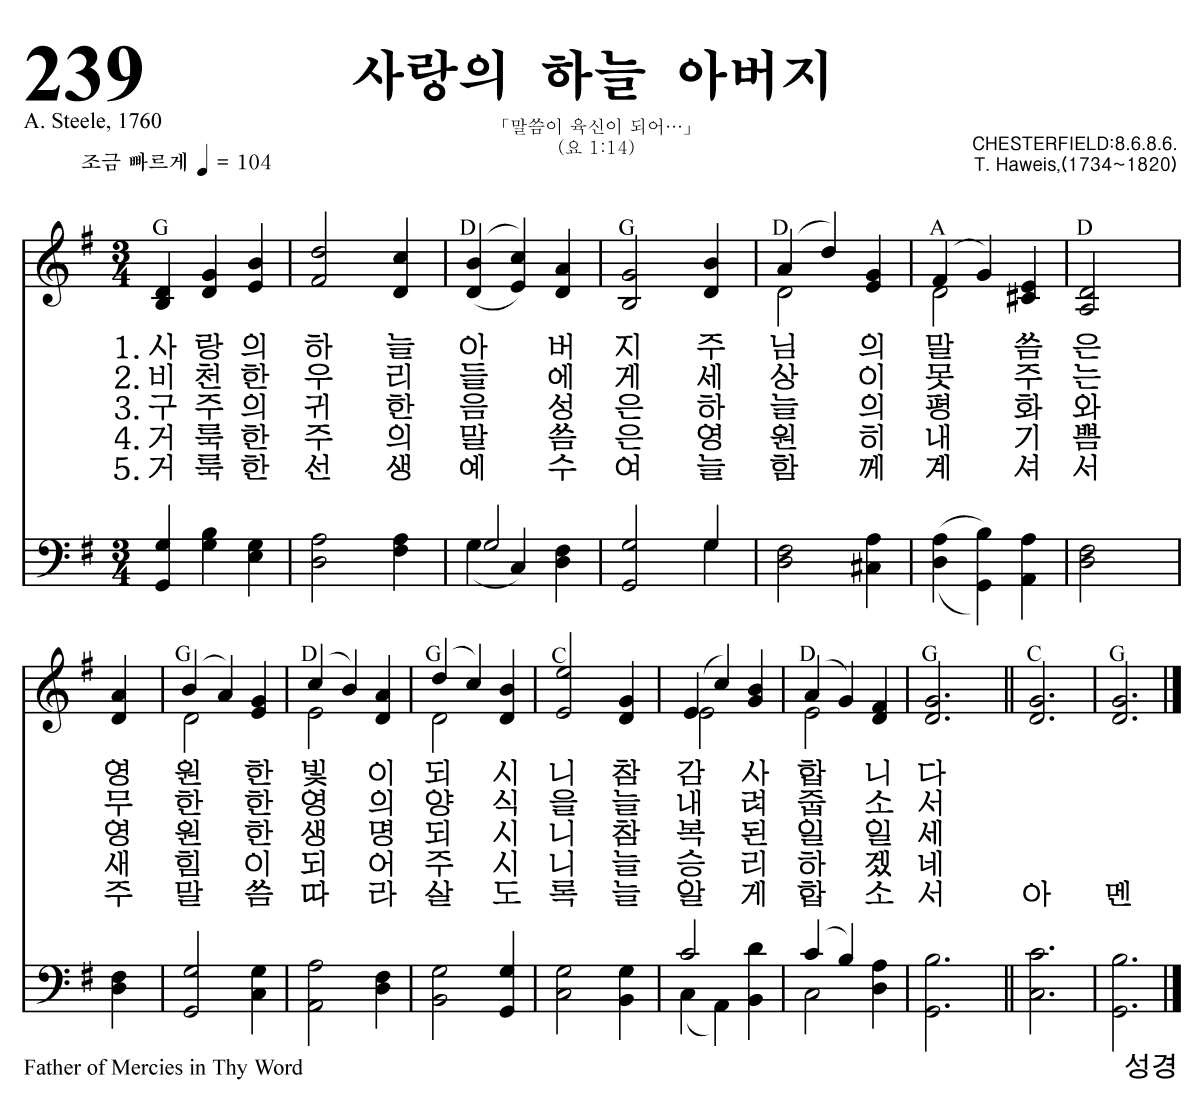 239
사랑의 하늘 아버지
A. Steele, 1760
「말씀이 육신이 되어…」
(요 1:14)
조금 빠르게 ♩ = 104
CHESTERFIELD:8.6.8.6.
T. Haweis,(1734~1820)
G D G D A D
1. 사 랑 의 하 늘 아 버 지 주 님 의 말 씀 은
2. 비 천 한 우 리 들 에 게 세 상 이 못 주 는
3. 구 주 의 귀 한 음 성 은 하 늘 의 평 화 와
4. 거 룩 한 주 의 말 씀 은 영 원 히 내 기 쁨
5. 거 룩 한 선 생 예 수 여 늘 함 께 계 셔 서
G D G C D G C G
영 원 한 빛 이 되 시 니 참 감 사 합 니 다
무 한 한 영 의 양 식 을 늘 내 려 줍 소 서
영 원 한 생 명 되 시 니 참 복 된 일 일 세
새 힘 이 되 어 주 시 니 늘 승 리 하 겠 네
주 말 씀 따 라 살 도 록 늘 알 게 합 소 서 아 멘
Father of Mercies in Thy Word
성경